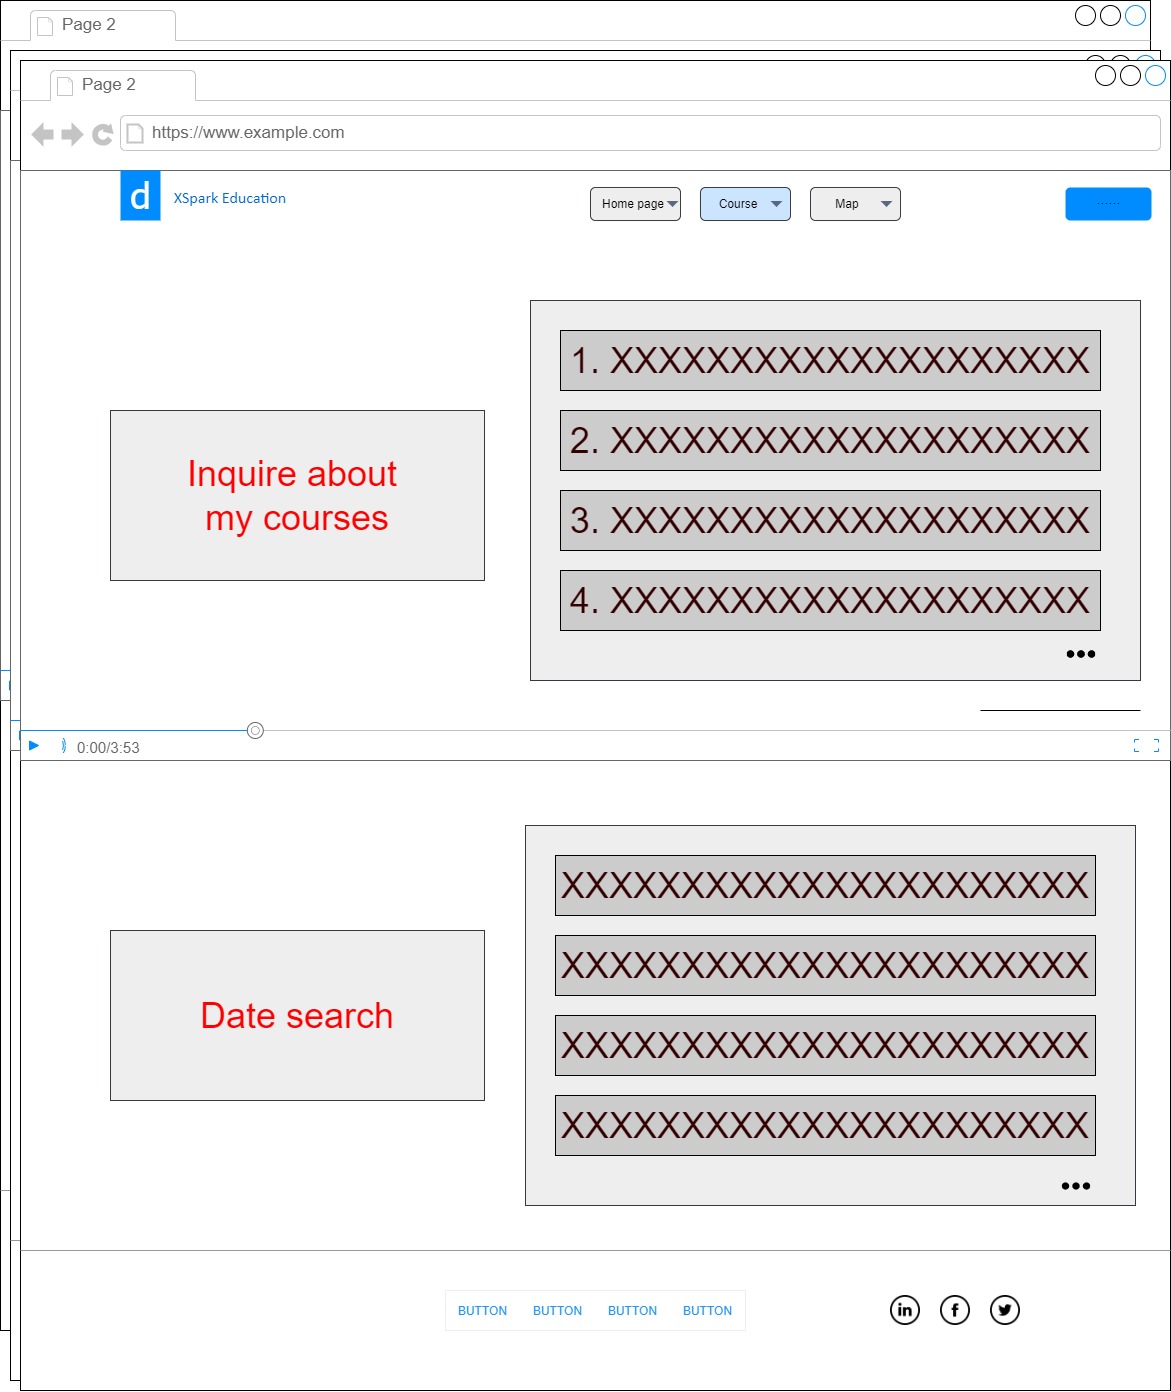 Page 2
Page 2
https://www.example.com
d
XSpark Education
Home page
Course
Map
------
1. XXXXXXXXXXXXXXXXXXXX
2. XXXXXXXXXXXXXXXXXXXX
3. XXXXXXXXXXXXXXXXXXXX
4. XXXXXXXXXXXXXXXXXXXX
Inquire about
my courses
0:00/3:53
XXXXXXXXXXXXXXXXXXXXXX
XXXXXXXXXXXXXXXXXXXXXX
XXXXXXXXXXXXXXXXXXXXXX
XXXXXXXXXXXXXXXXXXXXXX
Date search
BUTTON
BUTTON
BUTTON
BUTTON
in
f